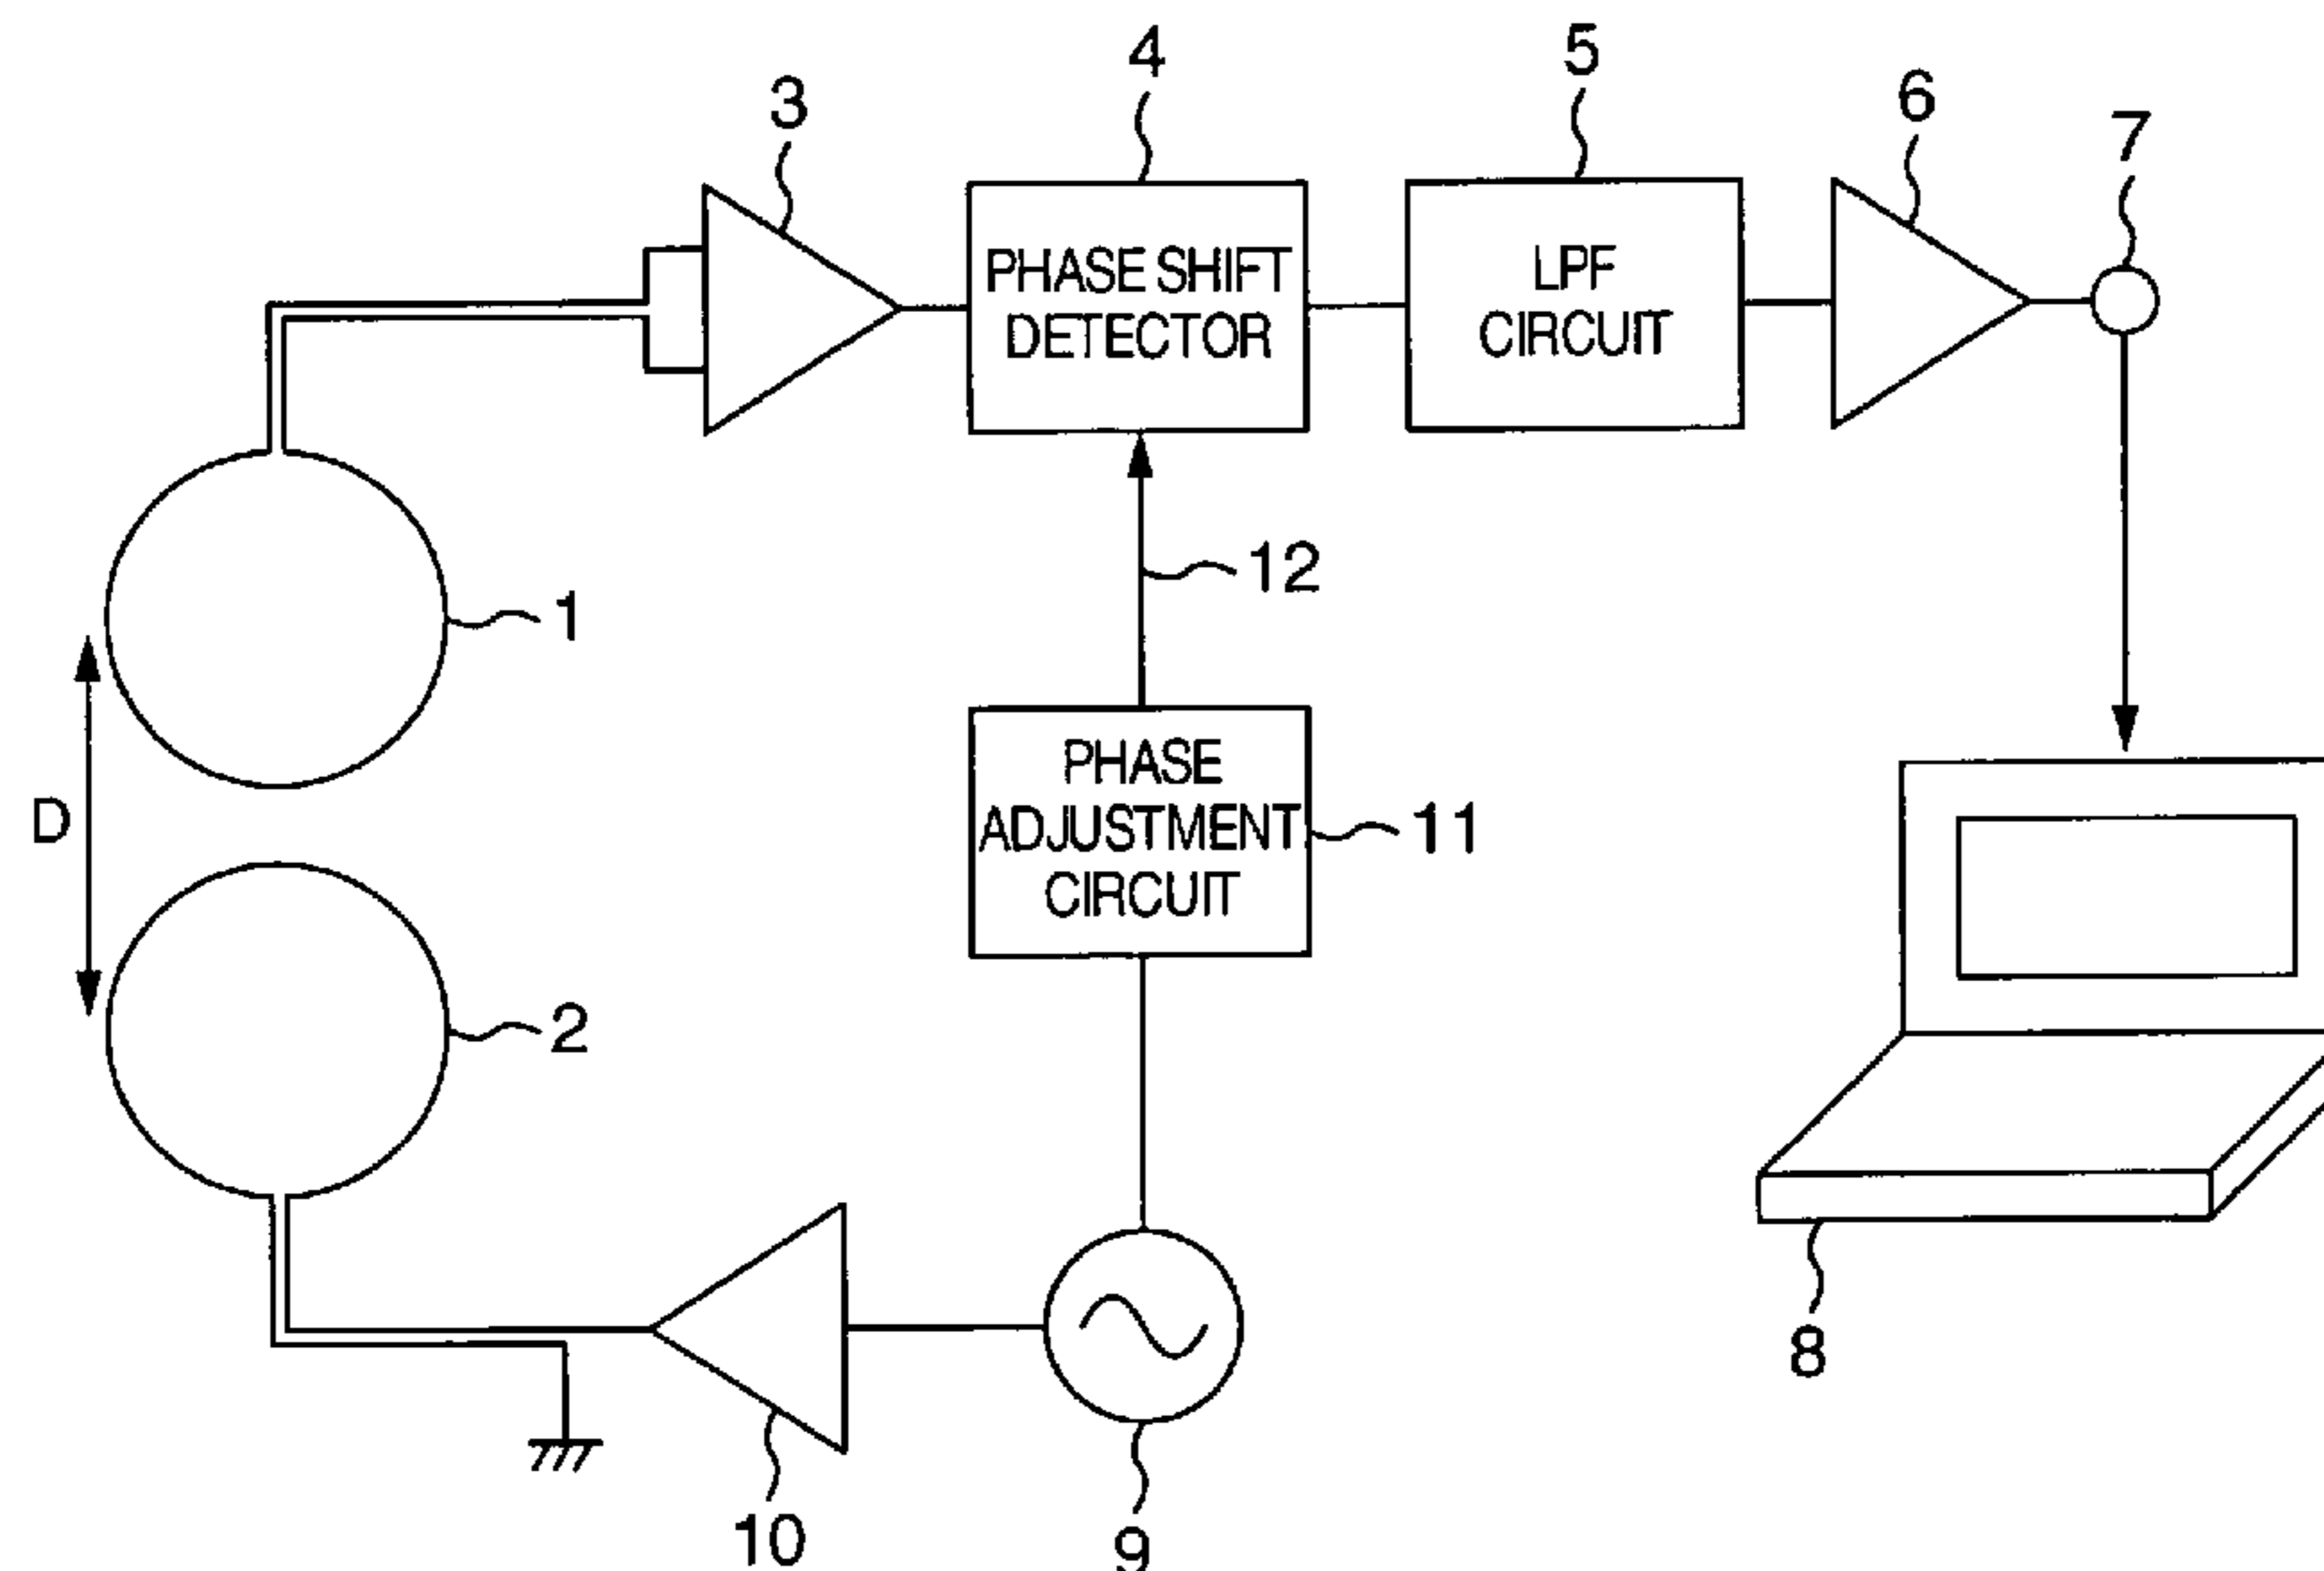 4
5
3
6
7
PHASE SHIFT
DETECTOR
LPF
CIRCUIT
12
1
D
PHASE
ADJUSTMENT
CIRCUIT
11
2
8
10
9